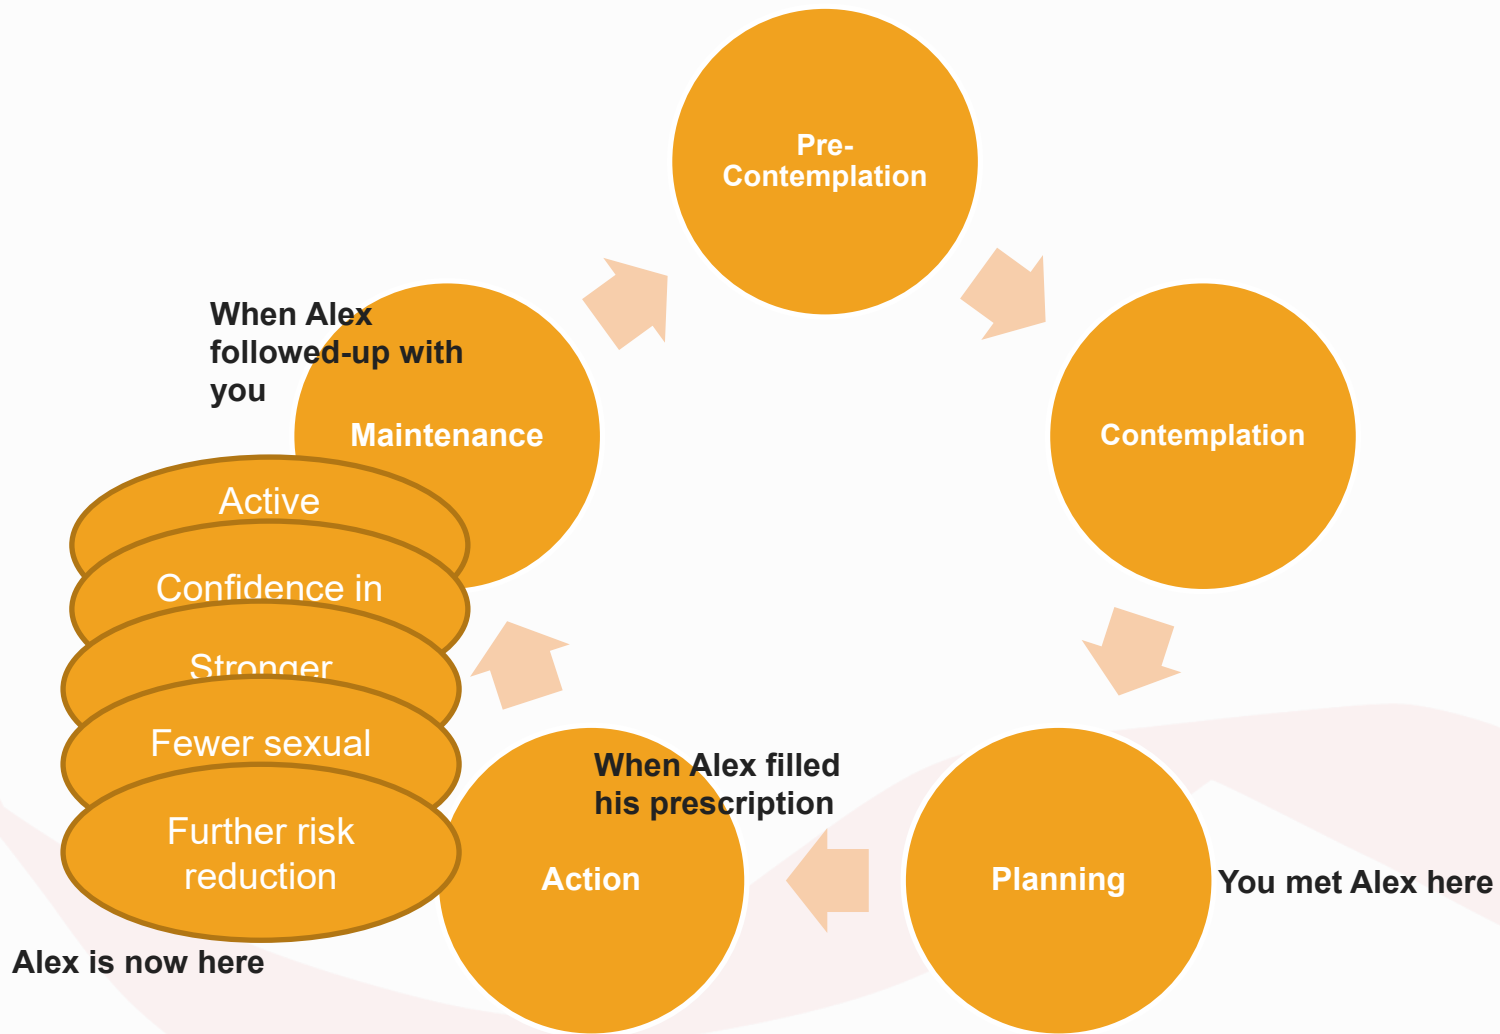 Pre-
Contemplation
Contemplation
Planning
You met Alex here
When Alex filled
his prescription
Action
When Alex
followed-up with
you
Maintenance
Active
Confidence in
Stronger
Fewer sexual
Further risk
reduction
Alex is now here